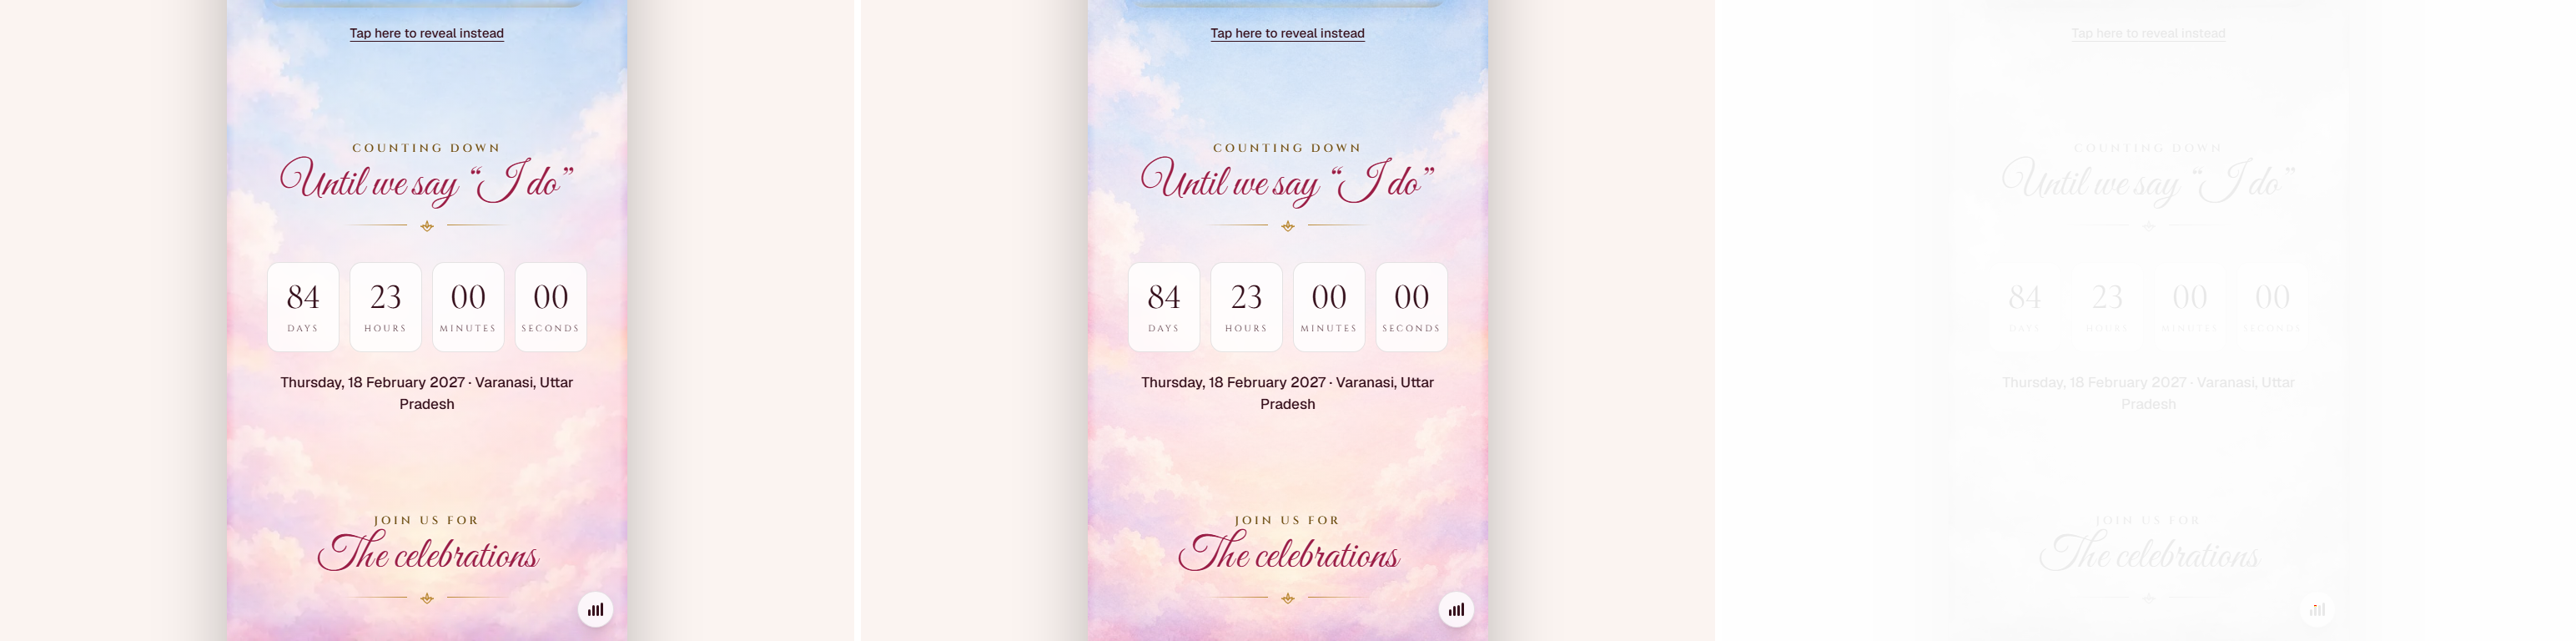 Tap here to reveal instead
COUNTING DOWN
Until we say “I do”
84 23 00 00
DAYS HOURS MINUTES SECONDS
Thursday, 18 February 2027 · Varanasi, Uttar
Pradesh
JOIN US FOR
The celebrations
Tap here to reveal instead
COUNTING DOWN
Until we say “I do”
84 23 00 00
DAYS HOURS MINUTES SECONDS
Thursday, 18 February 2027 · Varanasi, Uttar
Pradesh
JOIN US FOR
The celebrations
Tap here to reveal instead
COUNTING DOWN
Until we say “I do”
84 23 00 00
DAYS HOURS MINUTES SECONDS
Thursday, 18 February 2027 · Varanasi, Uttar
Pradesh
JOIN US FOR
The celebrations